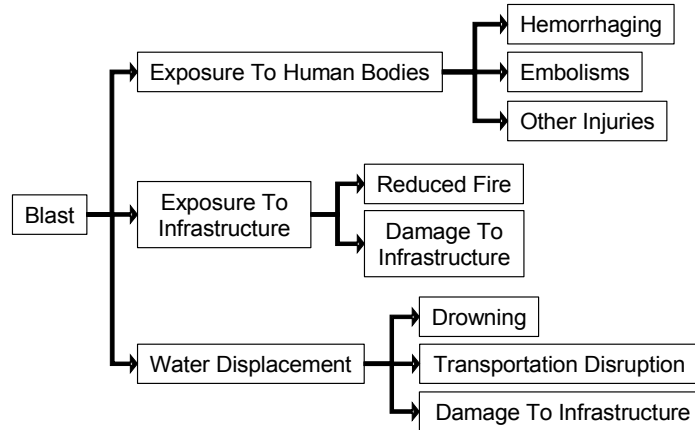 Hemorrhaging
Exposure To Human Bodies
Embolisms
Other Injuries
Reduced Fire
Blast
Exposure To
Infrastructure
Damage To
Infrastructure
Drowning
Water Displacement
Transportation Disruption
Damage To Infrastructure